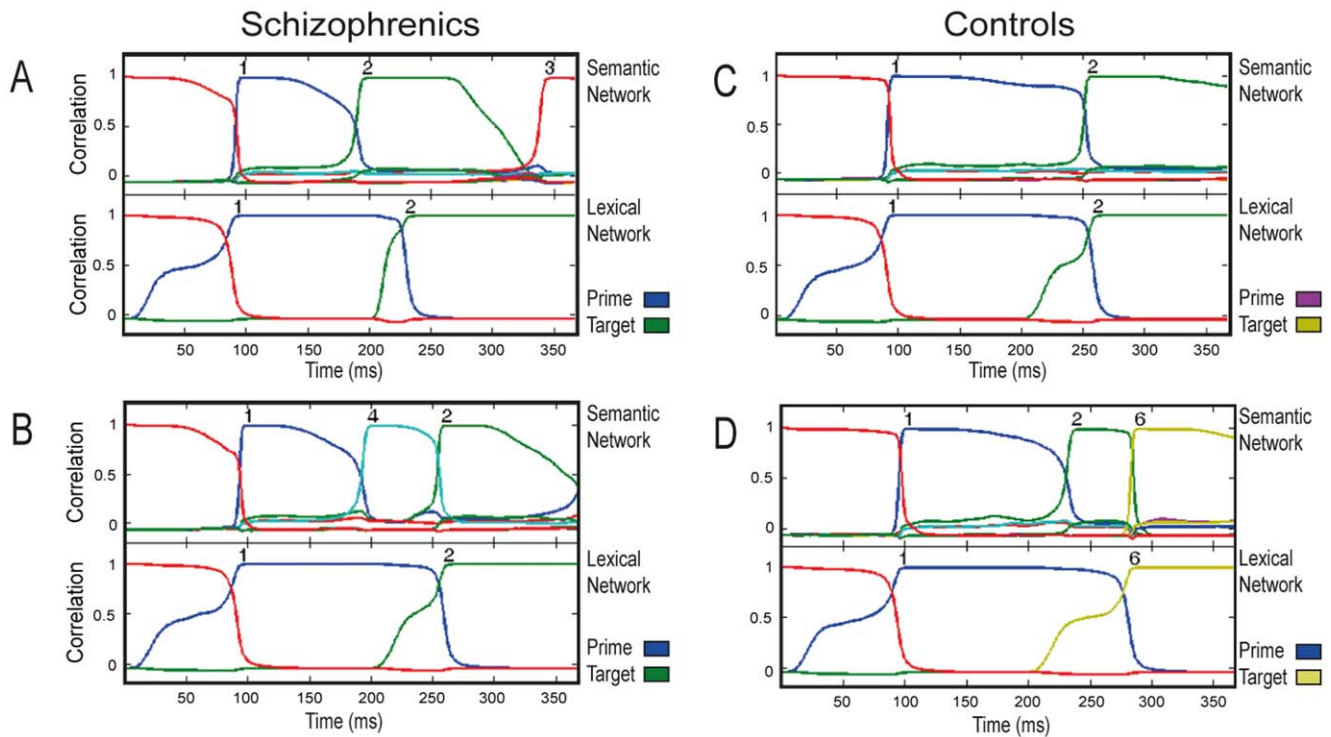 Schizophrenics
Controls
A
Correlation
1
0.5
0
1
2
3
Semantic
Network
Correlation
1
0.5
0
1
2
Lexical
Network
Prime
Target
50 100 150 200 250 300 350
Time (ms)
C
1
0.5
0
1
2
Semantic
Network
1
0.5
0
1
2
Lexical
Network
Prime
Target
50 100 150 200 250 300 350
Time (ms)
B
Correlation
1
0.5
0
1
4
2
Semantic
Network
Correlation
1
0.5
0
1
2
Lexical
Network
Prime
Target
50 100 150 200 250 300 350
Time (ms)
D
1
0.5
0
1
2
6
Semantic
Network
1
0.5
0
1
6
Lexical
Network
Prime
Target
50 100 150 200 250 300 350
Time (ms)